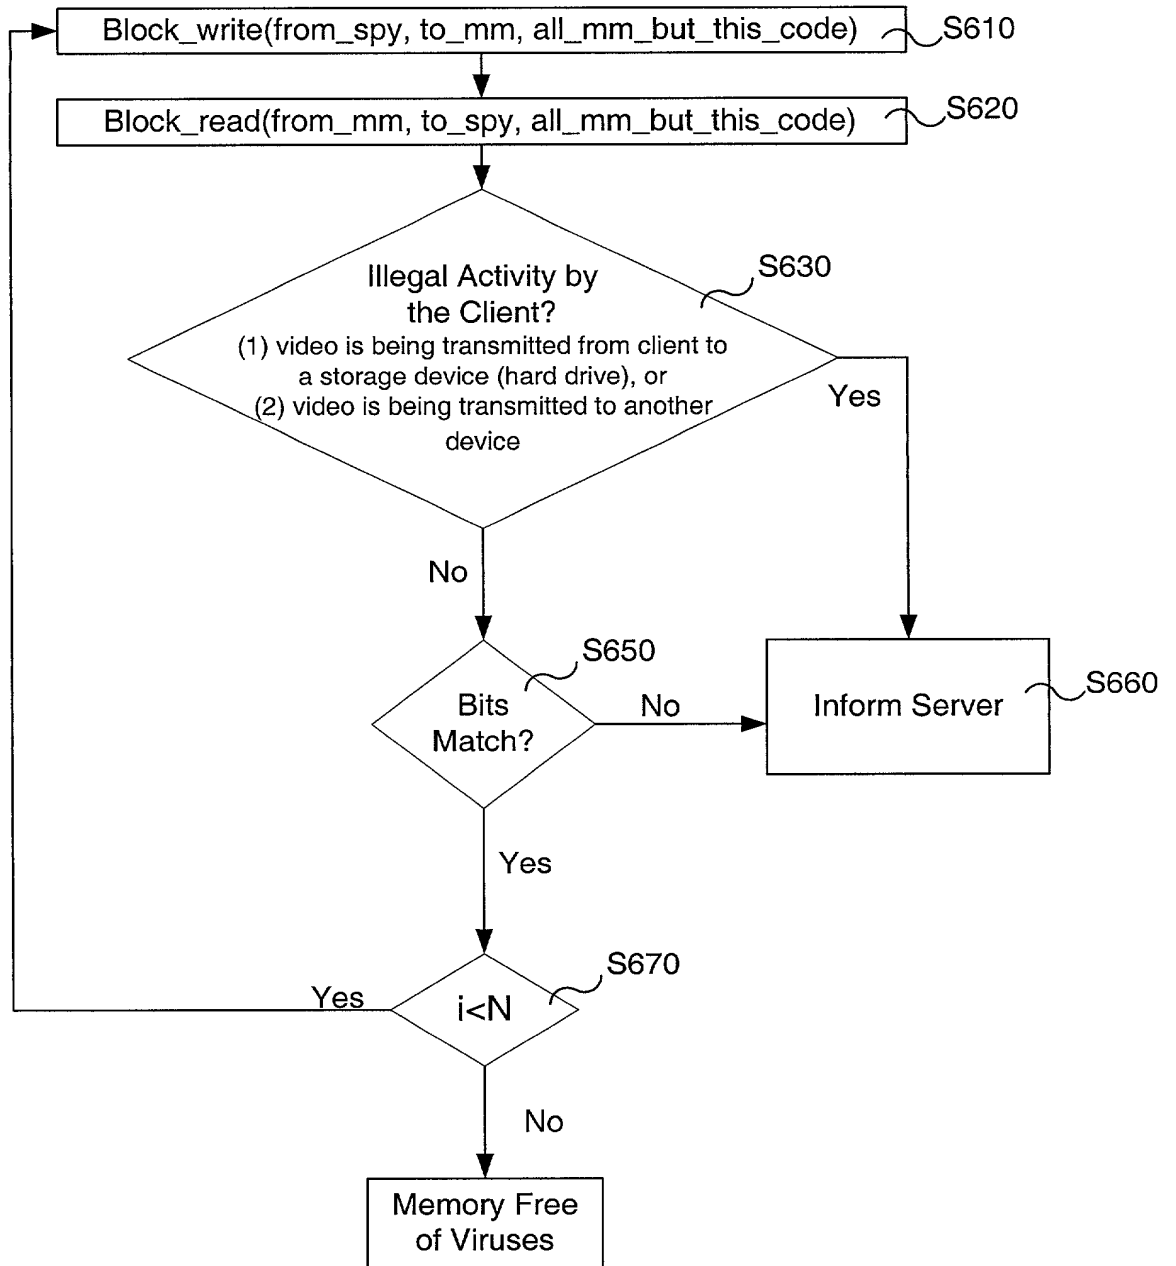 Block_write(from_spy, to_mm, all_mm_but_this_code)
S610
Block_read(from_mm, to_spy, all_mm_but_this_code)
S620
S630
Illegal Activity by
the Client?
(1) video is being transmitted from client to
a storage device (hard drive), or
(2) video is being transmitted to another
device
Yes
No
S650
Bits
Match?
No
Inform Server
S660
Yes
S670
i<N
Yes
No
Memory Free
of Viruses